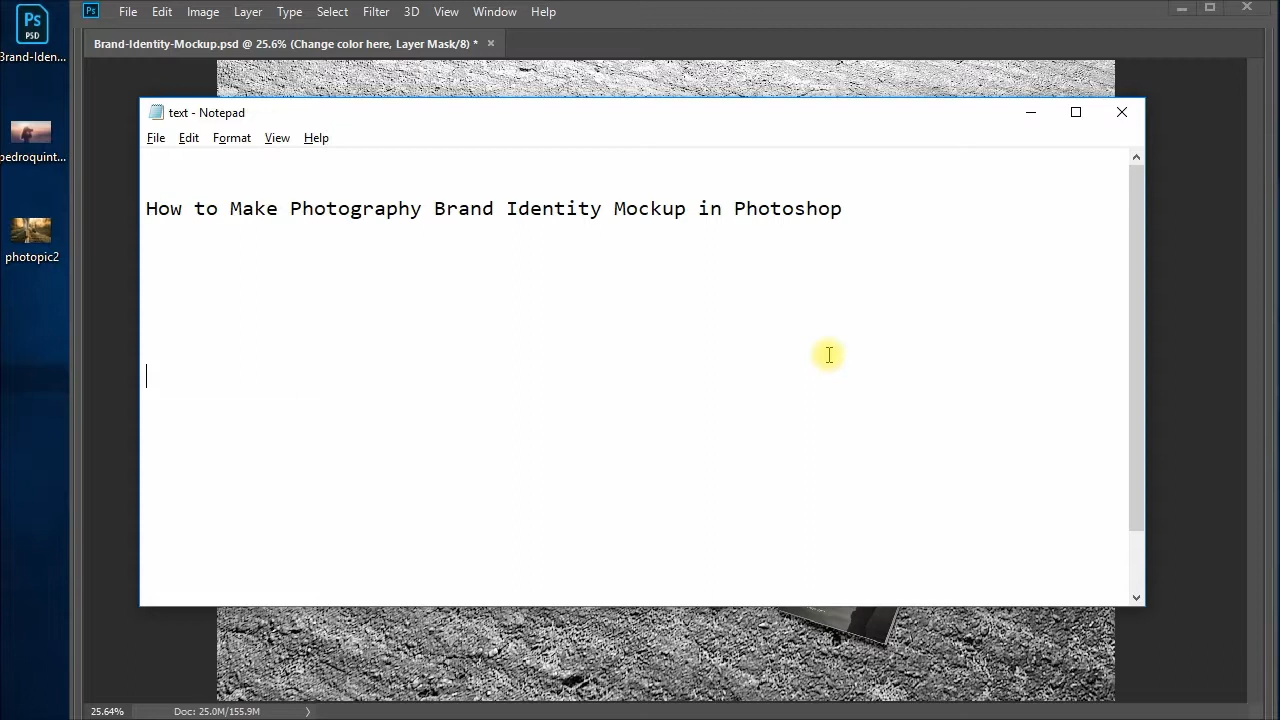 Ps
File Edit Image Layer Type Select Filter 3D View Window Help
Ps
PSD
Brand-Iden...
Brand-Identity-Mockup.psd @ 25.6% (Change color here, Layer Mask/8) *
text - Notepad
File Edit Format View Help
pedroquint...
How to Make Photography Brand Identity Mockup in Photoshop
photopic2
25.64% Doc: 25.0M/155.9M